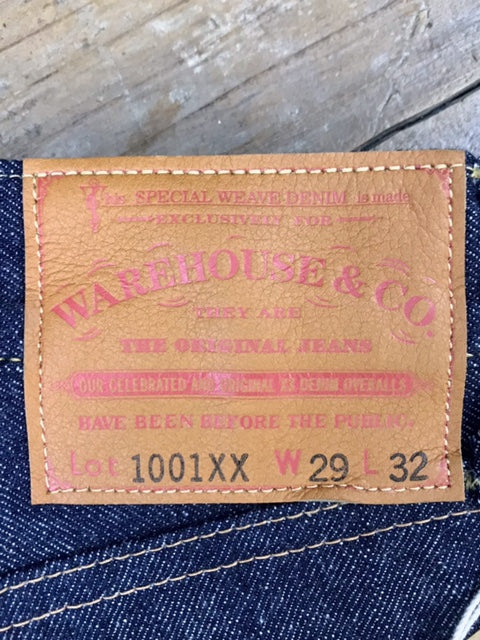 This SPECIAL WEAVE DENIM is made
EXCLUSIVELY FOR
WAREHOUSE & CO.
THEY ARE
THE ORIGINAL JEANS
OUR CELEBRATED AND ORIGINAL XX DENIM OVERALLS
HAVE BEEN BEFORE THE PUBLIC.
Lot 1001XX W 29 L 32